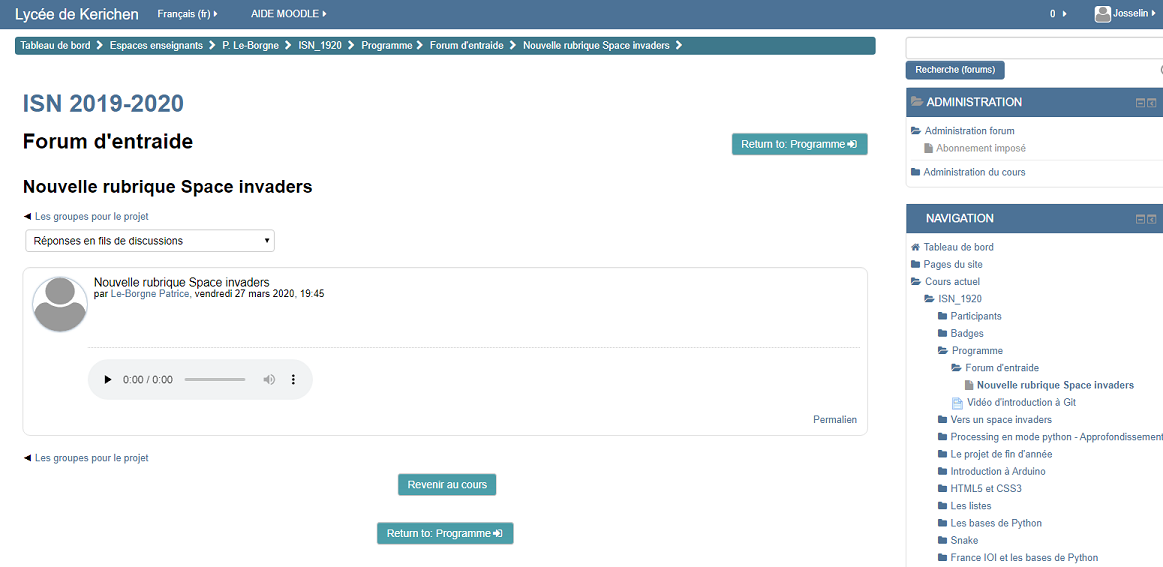 Lycée de Kerichen Français (fr) AIDE MOODLE 0 Josselin
Tableau de bord Espaces enseignants P. Le-Borgne ISN_1920 Programme Forum d'entraide Nouvelle rubrique Space invaders
ISN 2019-2020
Forum d'entraide
Return to: Programme
Nouvelle rubrique Space invaders
Les groupes pour le projet
Réponses en fils de discussions
Nouvelle rubrique Space invaders
par Le-Borgne Patrice, vendredi 27 mars 2020, 19:45
0:00 / 0:00
Permalien
Les groupes pour le projet
Revenir au cours
Return to: Programme
Recherche (forums)
ADMINISTRATION
Administration forum
Abonnement imposé
Administration du cours
NAVIGATION
Tableau de bord
Pages du site
Cours actuel
ISN_1920
Participants
Badges
Programme
Forum d'entraide
Nouvelle rubrique Space invaders
Vidéo d'introduction à Git
Vers un space invaders
Processing en mode python - Approfondissement
Le projet de fin d'année
Introduction à Arduino
HTML5 et CSS3
Les listes
Les bases de Python
Snake
France IOI et les bases de Python